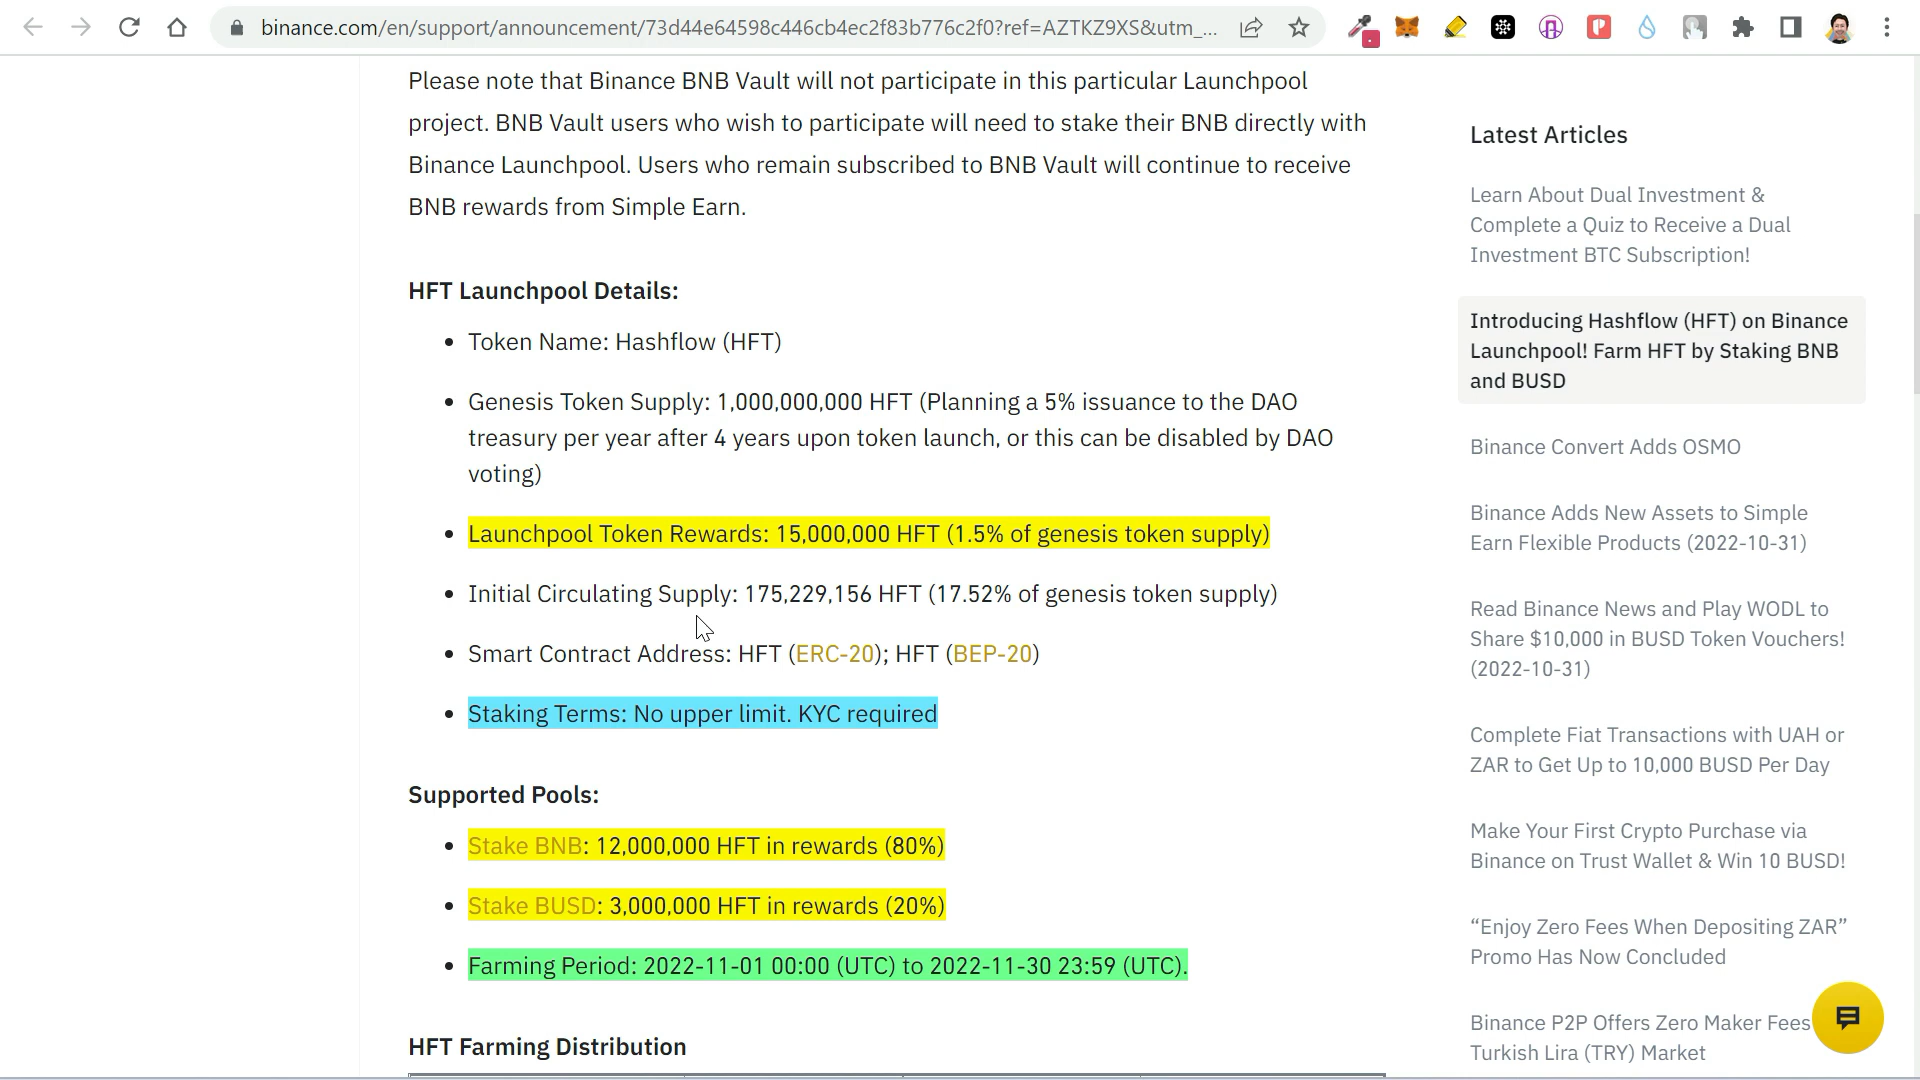 binance.com/en/support/announcement/73d44e64598c446cb4ec2f83b776c2f0?ref=AZTKZ9XS&utm_...
Please note that Binance BNB Vault will not participate in this particular Launchpool
project. BNB Vault users who wish to participate will need to stake their BNB directly with
Binance Launchpool. Users who remain subscribed to BNB Vault will continue to receive
BNB rewards from Simple Earn.
HFT Launchpool Details:
Token Name: Hashflow (HFT)
Genesis Token Supply: 1,000,000,000 HFT (Planning a 5% issuance to the DAO
treasury per year after 4 years upon token launch, or this can be disabled by DAO
voting)
Launchpool Token Rewards: 15,000,000 HFT (1.5% of genesis token supply)
Initial Circulating Supply: 175,229,156 HFT (17.52% of genesis token supply)
Smart Contract Address: HFT (ERC-20); HFT (BEP-20)
Staking Terms: No upper limit. KYC required
Supported Pools:
Stake BNB: 12,000,000 HFT in rewards (80%)
Stake BUSD: 3,000,000 HFT in rewards (20%)
Farming Period: 2022-11-01 00:00 (UTC) to 2022-11-30 23:59 (UTC).
HFT Farming Distribution
Latest Articles
Learn About Dual Investment &
Complete a Quiz to Receive a Dual
Investment BTC Subscription!
Introducing Hashflow (HFT) on Binance
Launchpool! Farm HFT by Staking BNB
and BUSD
Binance Convert Adds OSMO
Binance Adds New Assets to Simple
Earn Flexible Products (2022-10-31)
Read Binance News and Play WODL to
Share $10,000 in BUSD Token Vouchers!
(2022-10-31)
Complete Fiat Transactions with UAH or
ZAR to Get Up to 10,000 BUSD Per Day
Make Your First Crypto Purchase via
Binance on Trust Wallet & Win 10 BUSD!
“Enjoy Zero Fees When Depositing ZAR”
Promo Has Now Concluded
Binance P2P Offers Zero Maker Fees
Turkish Lira (TRY) Market